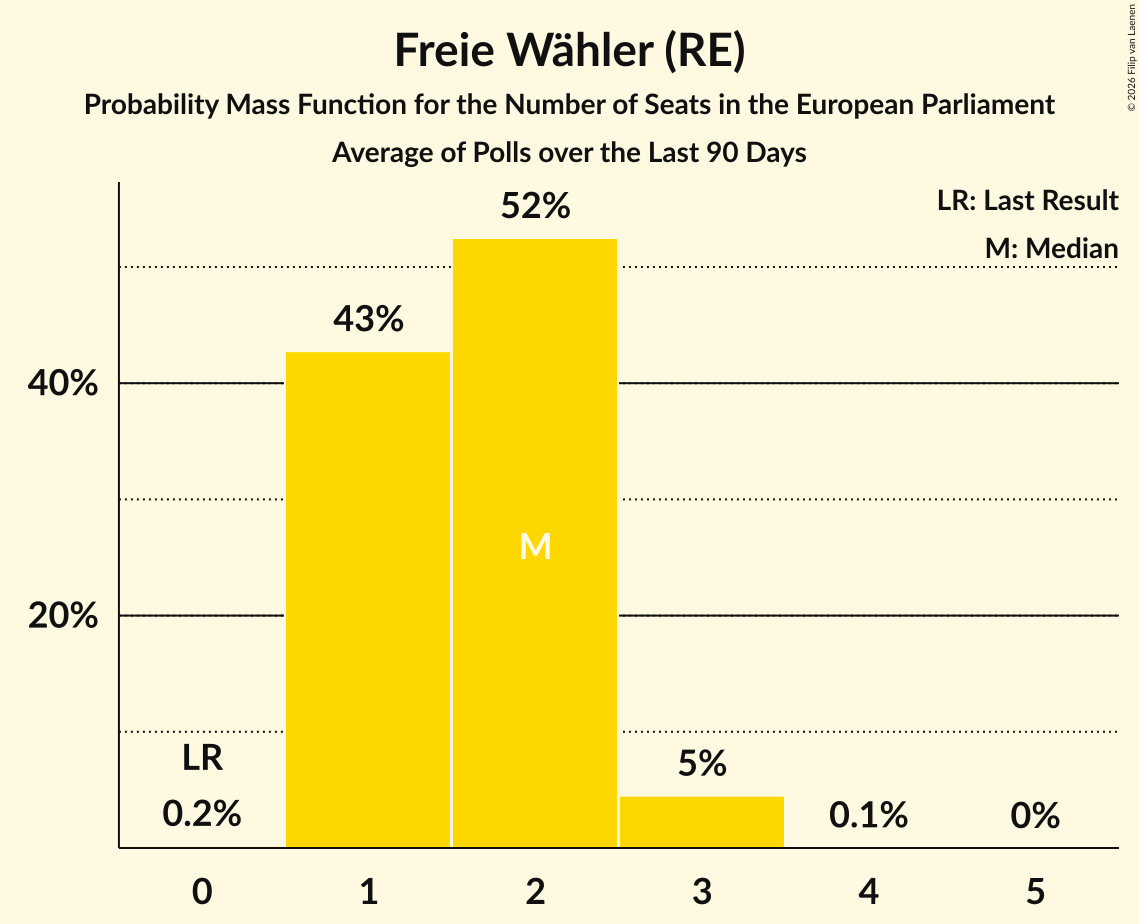 Freie Wähler (RE)
Probability Mass Function for the Number of Seats in the European Parliament
Average of Polls over the Last 90 Days
© 2026 Filip van Laenen
LR: Last Result
M: Median
52%
43%
40%
M
20%
LR
5%
0.2%
0.1%
0%
0 1 2 3 4 5